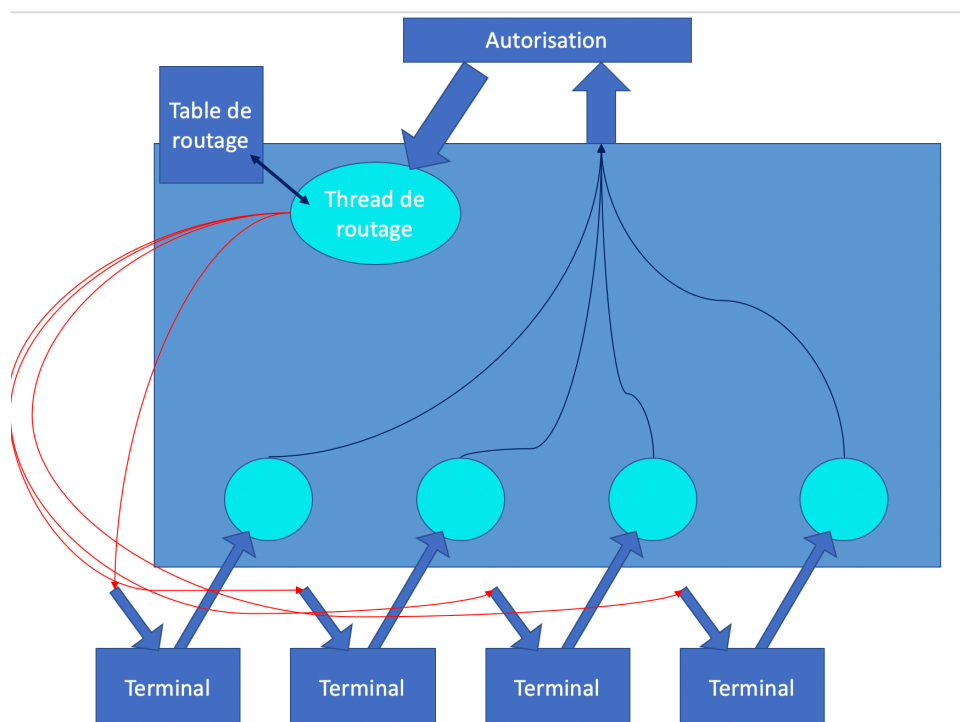 Autorisation
Table de
routage
Thread de
routage
Terminal
Terminal
Terminal
Terminal